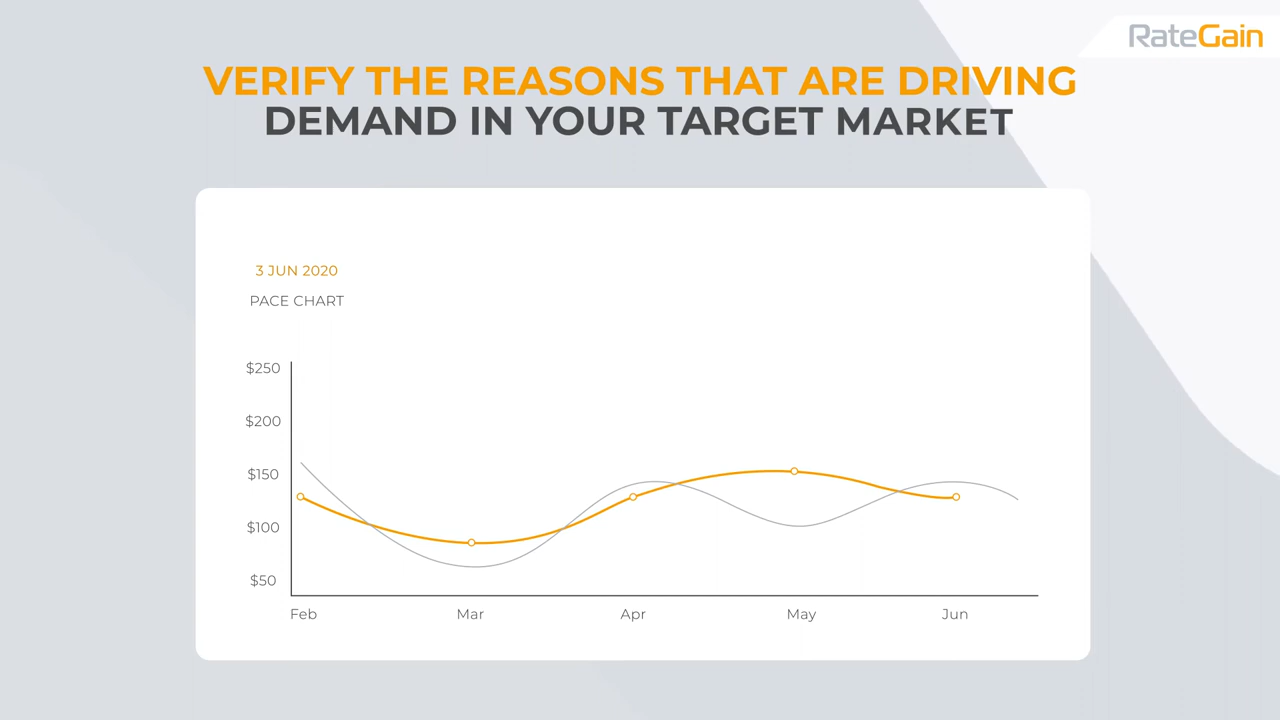 RateGain
VERIFY THE REASONS THAT ARE DRIVING
DEMAND IN YOUR TARGET MARKET
3 JUN 2020
PACE CHART
$250
$200
$150
$100
$50
Feb Mar Apr May Jun